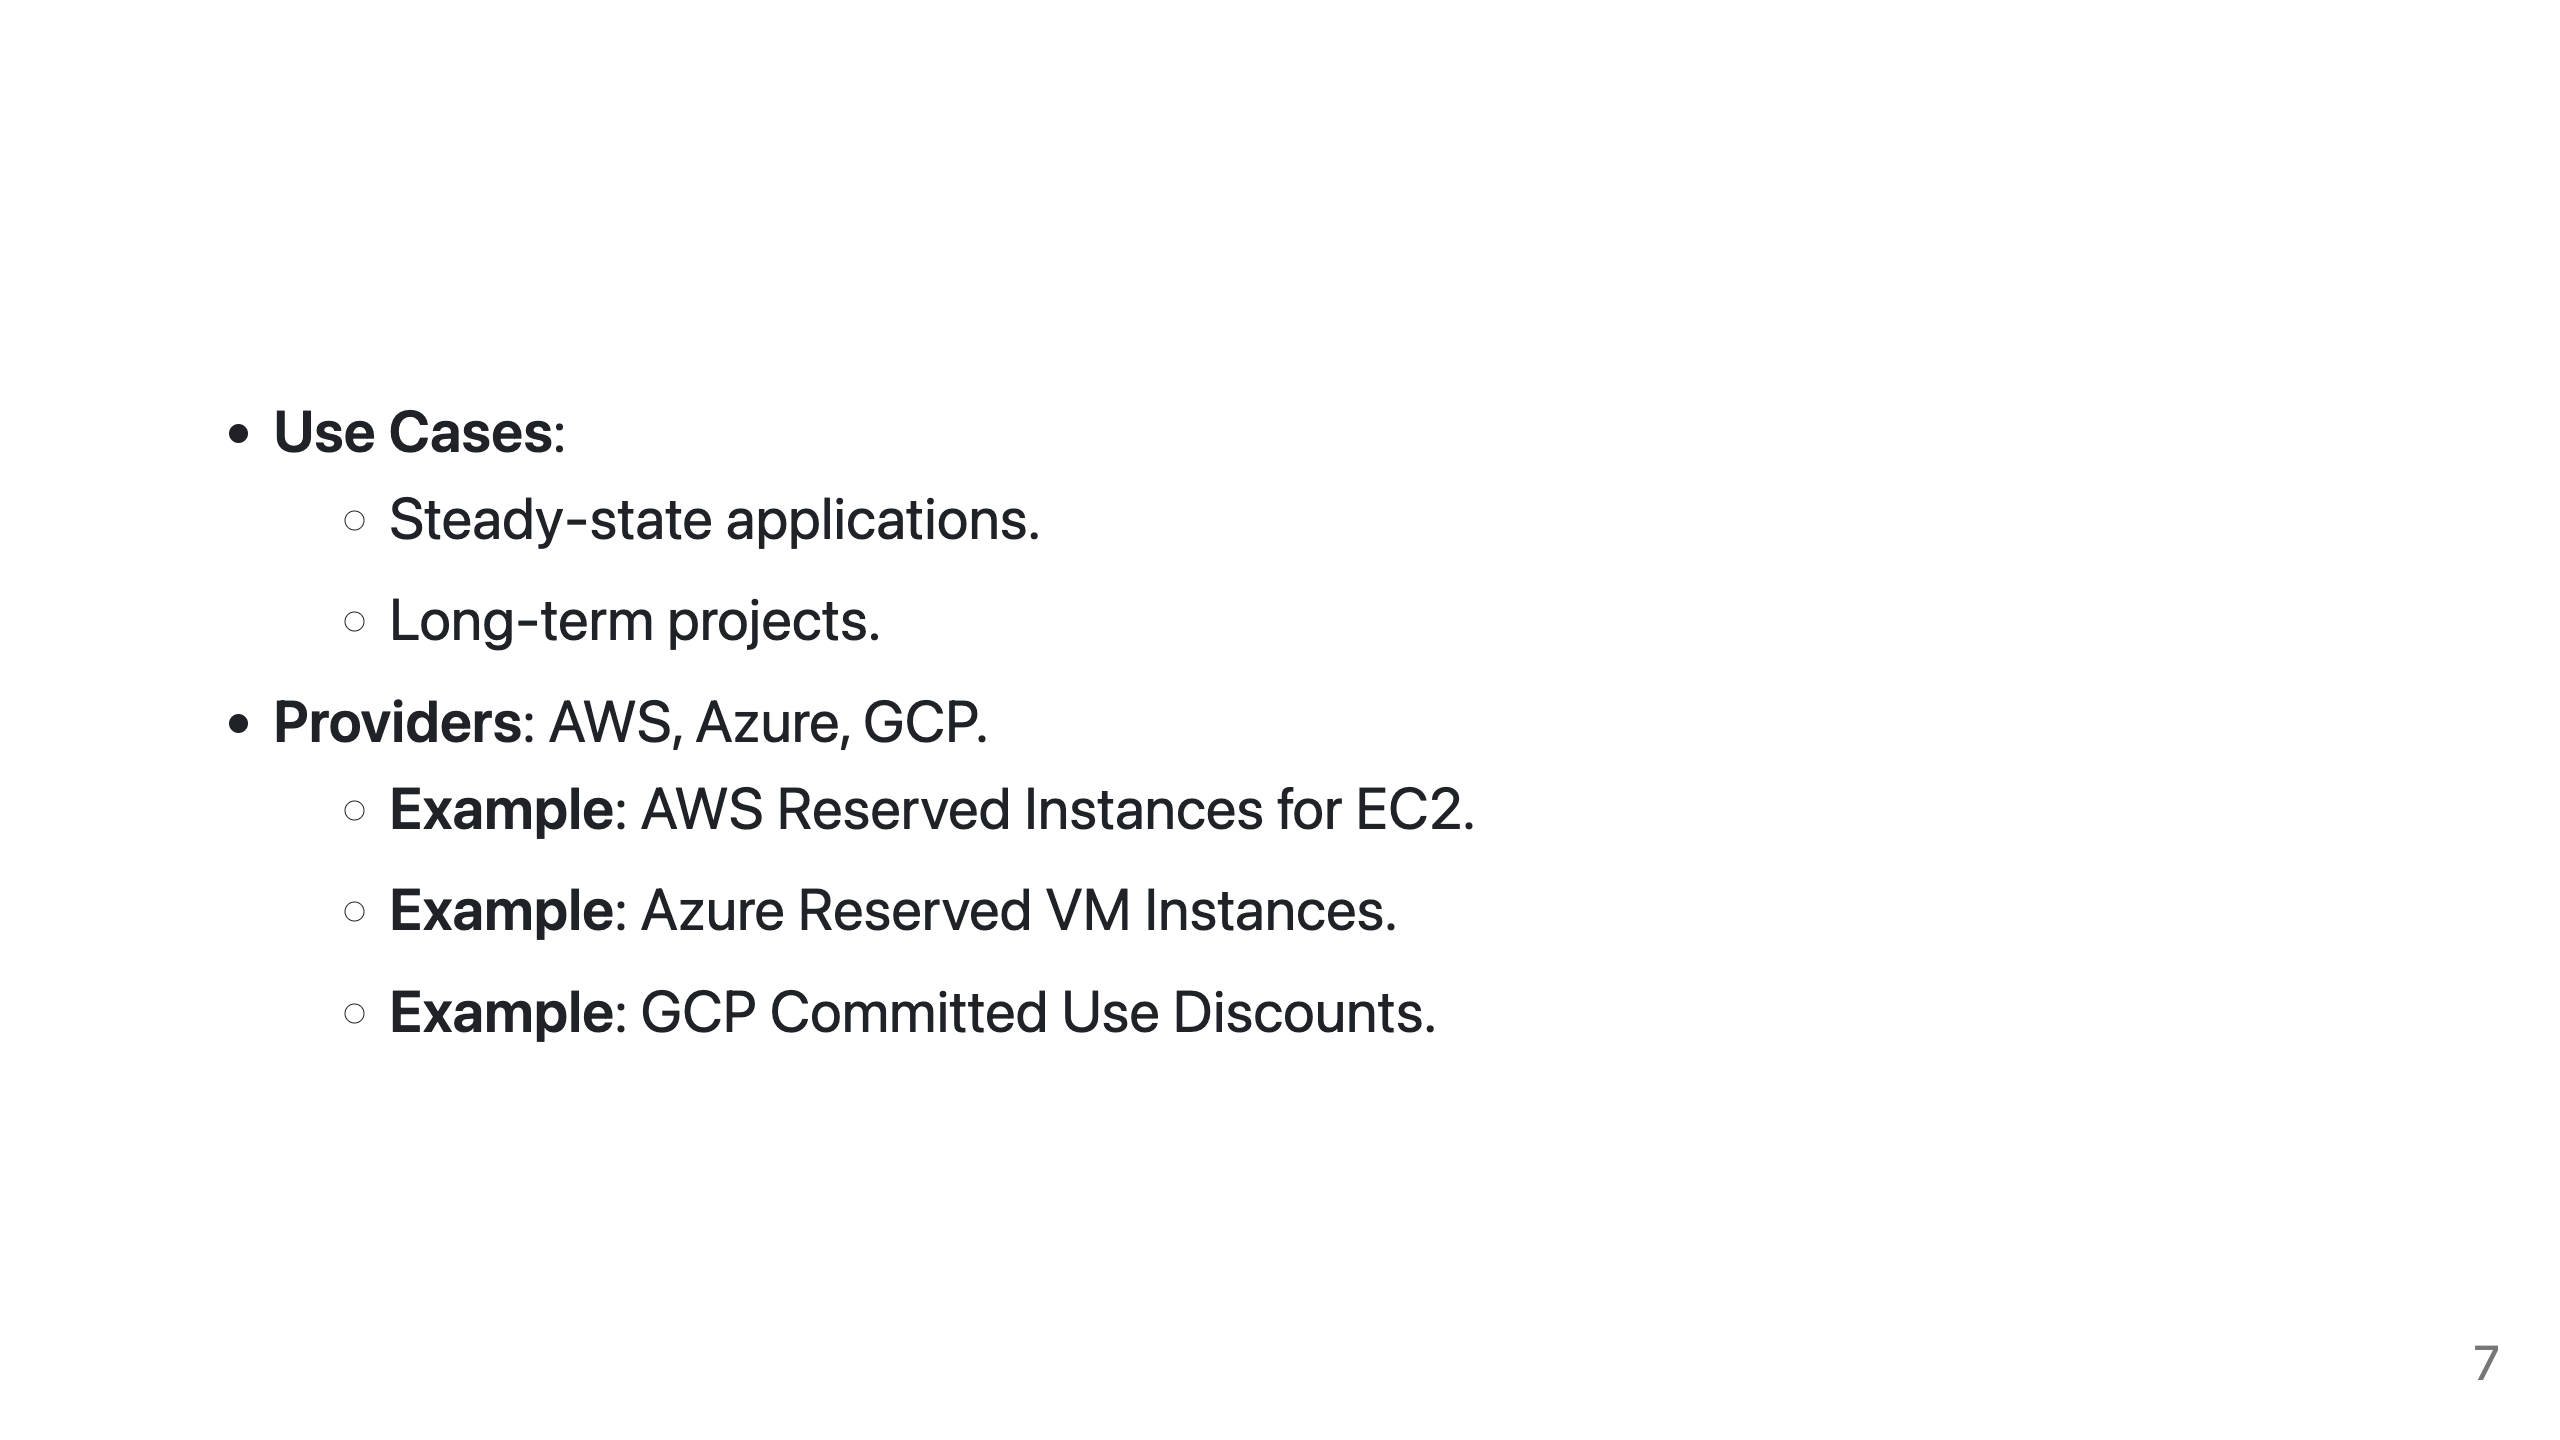 Use Cases:
Steady-state applications.
Long-term projects.
Providers: AWS, Azure, GCP.
Example: AWS Reserved Instances for EC2.
Example: Azure Reserved VM Instances.
Example: GCP Committed Use Discounts.
7